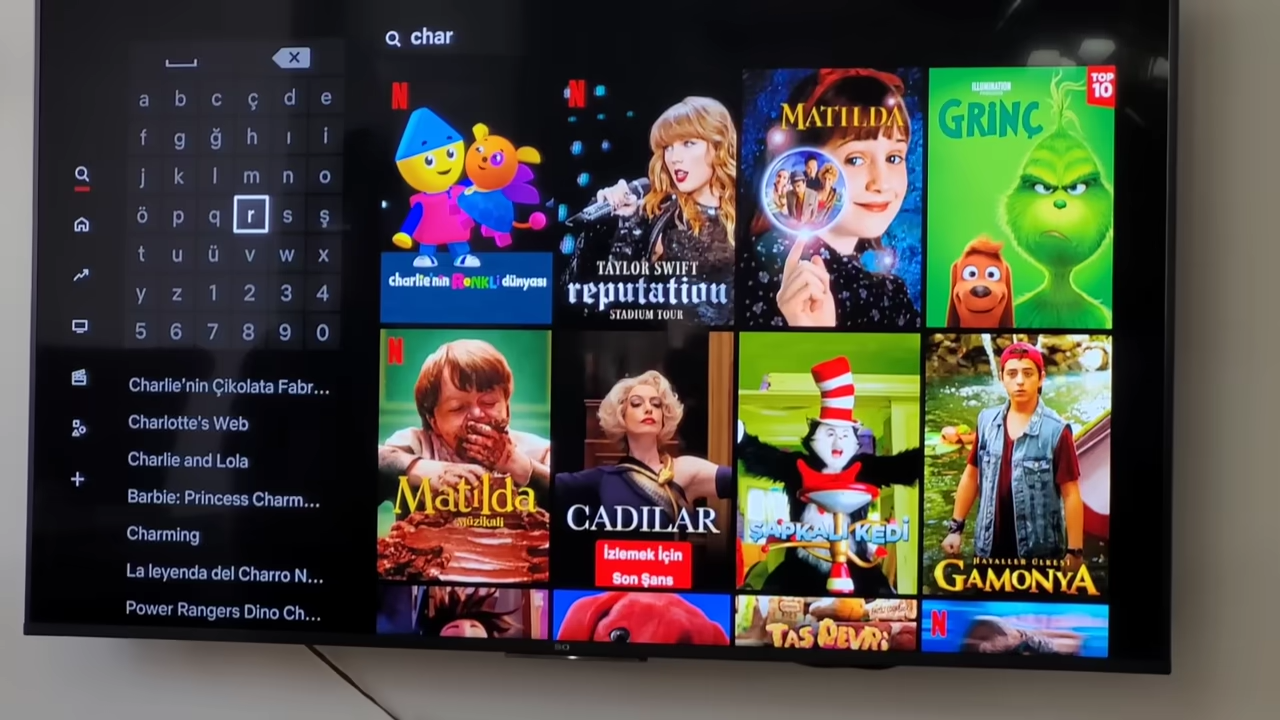 char
a b c ç d e
f g ğ h ı i
j k l m n o
ö p q r s ş
t u ü v w x
y z 1 2 3 4
5 6 7 8 9 0
Charlie'nin Çikolata Fabr...
Charlotte's Web
Charlie and Lola
Barbie: Princess Charm...
Charming
La leyenda del Charro N...
Power Rangers Dino Ch...
N
charlie'nin RENKLİ dünyası
N
TAYLOR SWIFT
reputation
STADIUM TOUR
MATILDA
ILLUMINATION
GRINÇ
TOP
10
N
Matilda
Müzikali
CADILAR
İzlemek İçin
Son Şans
ŞAPKALI KEDİ
HAYALLER ÜLKESİ
GAMONYA
TAŞ DEVRİ
N